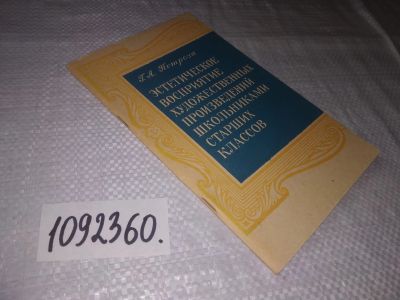 Г. А. Петрова
ЭСТЕТИЧЕСКОЕ
ВОСПРИЯТИЕ
ХУДОЖЕСТВЕННЫХ
ПРОИЗВЕДЕНИЙ
ШКОЛЬНИКАМИ
СТАРШИХ
КЛАССОВ
1092360.